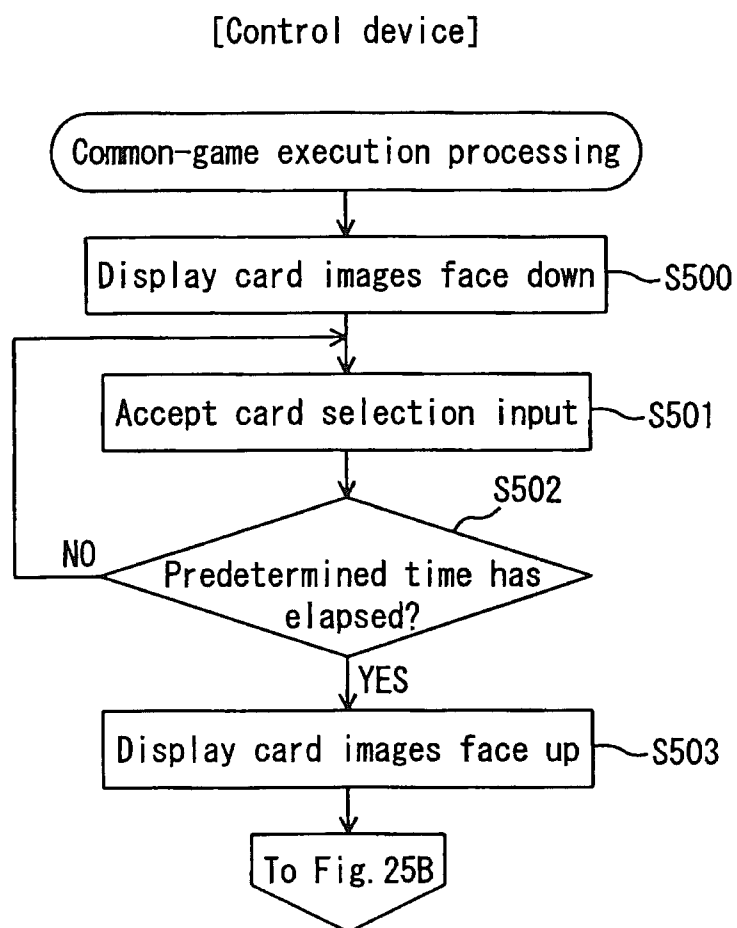 [Control device]
Common-game execution processing
Display card images face down
S500
Accept card selection input
S501
S502
NO
Predetermined time has
elapsed?
YES
Display card images face up
S503
To Fig. 25B